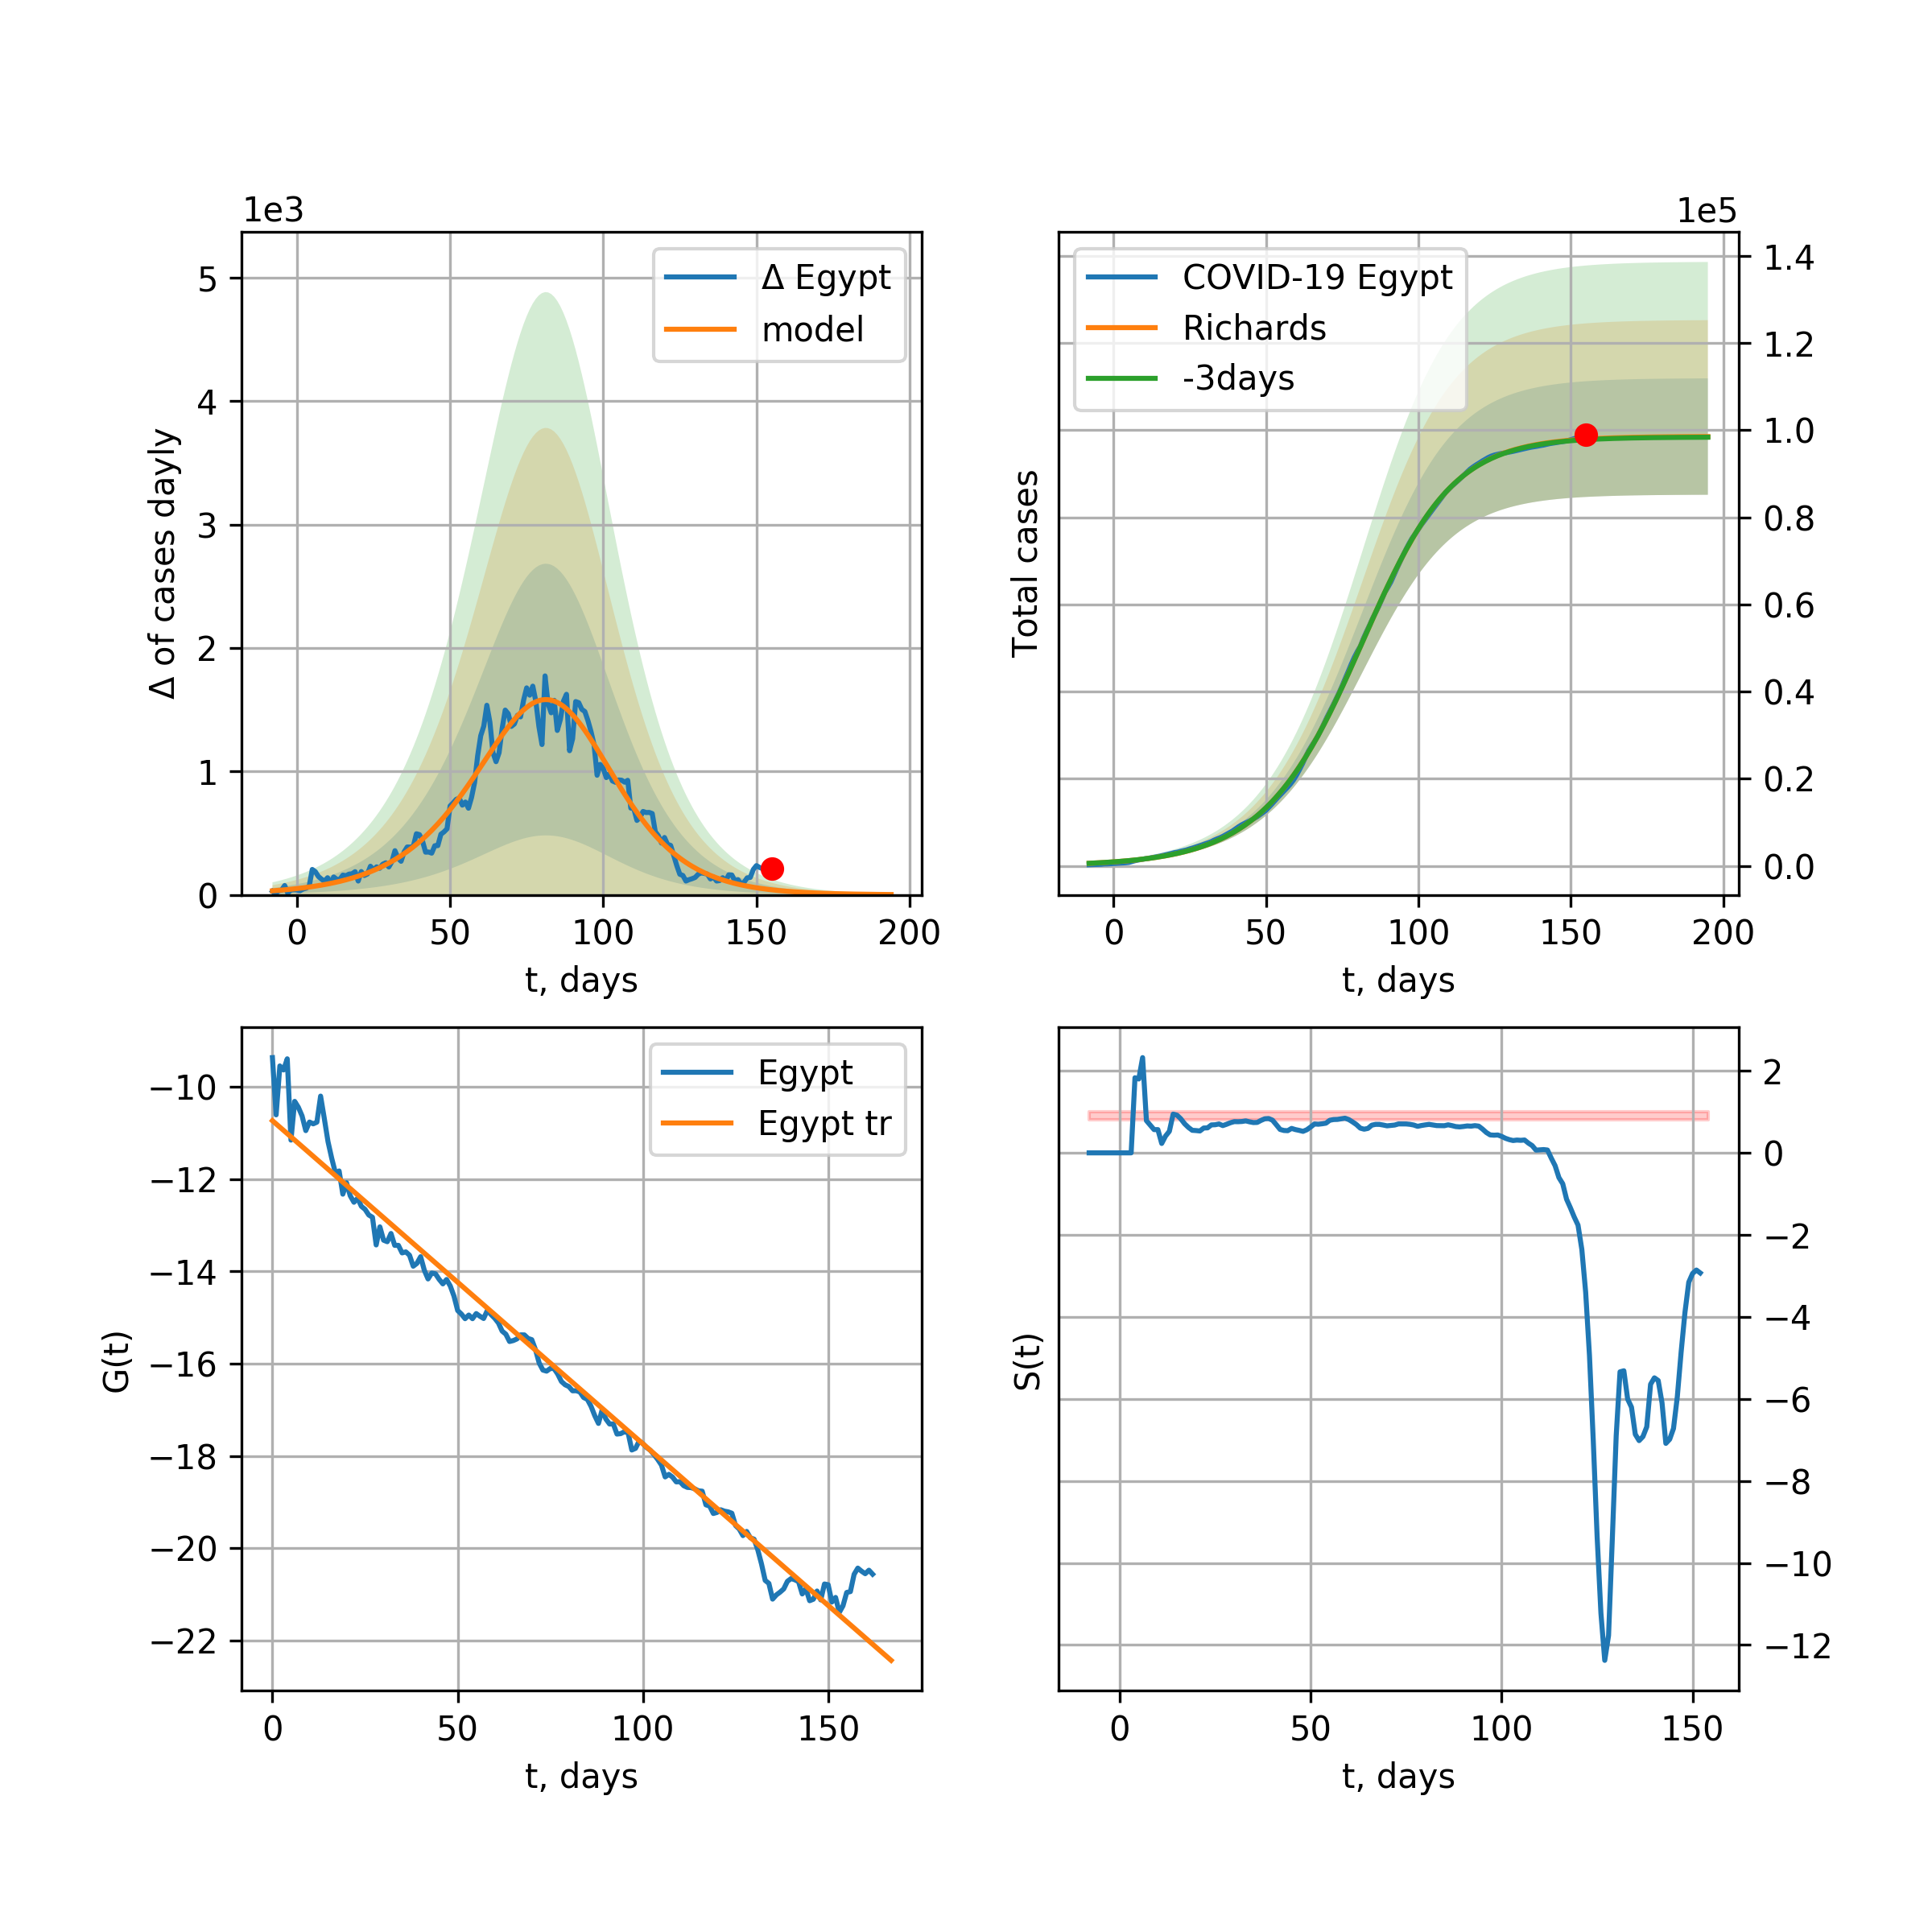 1e3
Δ of cases dayly
5
4
3
2
1
0
Δ Egypt
model
0 50 100 150 200
t, days
1e5
Total cases
COVID-19 Egypt
Richards
-3days
1.4
1.2
1.0
0.8
0.6
0.4
0.2
0.0
0 50 100 150 200
t, days
G(t)
−10
−12
−14
−16
−18
−20
−22
Egypt
Egypt tr
0 50 100 150
t, days
S(t)
2
0
−2
−4
−6
−8
−10
−12
0 50 100 150
t, days